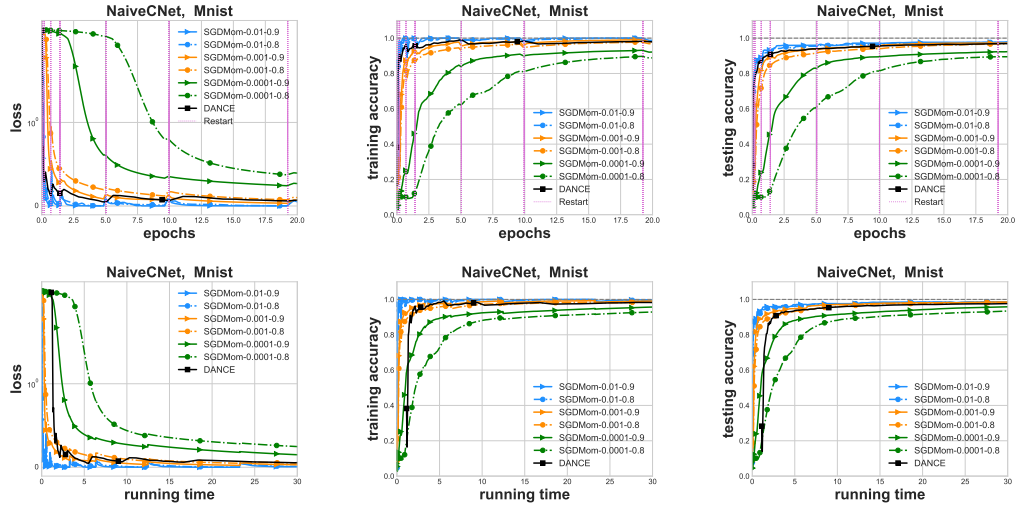 NaiveCNet, Mnist
loss
10^0
0
SGDMom-0.01-0.9
SGDMom-0.01-0.8
SGDMom-0.001-0.9
SGDMom-0.001-0.8
SGDMom-0.0001-0.9
SGDMom-0.0001-0.8
DANCE
Restart
0.0 2.5 5.0 7.5 10.0 12.5 15.0 17.5 20.0
epochs
NaiveCNet, Mnist
training accuracy
1.0
0.8
0.6
0.4
0.2
0.0
SGDMom-0.01-0.9
SGDMom-0.01-0.8
SGDMom-0.001-0.9
SGDMom-0.001-0.8
SGDMom-0.0001-0.9
SGDMom-0.0001-0.8
DANCE
Restart
0.0 2.5 5.0 7.5 10.0 12.5 15.0 17.5 20.0
epochs
NaiveCNet, Mnist
testing accuracy
1.0
0.8
0.6
0.4
0.2
0.0
SGDMom-0.01-0.9
SGDMom-0.01-0.8
SGDMom-0.001-0.9
SGDMom-0.001-0.8
SGDMom-0.0001-0.9
SGDMom-0.0001-0.8
DANCE
Restart
0.0 2.5 5.0 7.5 10.0 12.5 15.0 17.5 20.0
epochs
NaiveCNet, Mnist
loss
10^0
0
SGDMom-0.01-0.9
SGDMom-0.01-0.8
SGDMom-0.001-0.9
SGDMom-0.001-0.8
SGDMom-0.0001-0.9
SGDMom-0.0001-0.8
DANCE
0 5 10 15 20 25 30
running time
NaiveCNet, Mnist
training accuracy
1.0
0.8
0.6
0.4
0.2
0.0
SGDMom-0.01-0.9
SGDMom-0.01-0.8
SGDMom-0.001-0.9
SGDMom-0.001-0.8
SGDMom-0.0001-0.9
SGDMom-0.0001-0.8
DANCE
0 5 10 15 20 25 30
running time
NaiveCNet, Mnist
testing accuracy
1.0
0.8
0.6
0.4
0.2
0.0
SGDMom-0.01-0.9
SGDMom-0.01-0.8
SGDMom-0.001-0.9
SGDMom-0.001-0.8
SGDMom-0.0001-0.9
SGDMom-0.0001-0.8
DANCE
0 5 10 15 20 25 30
running time